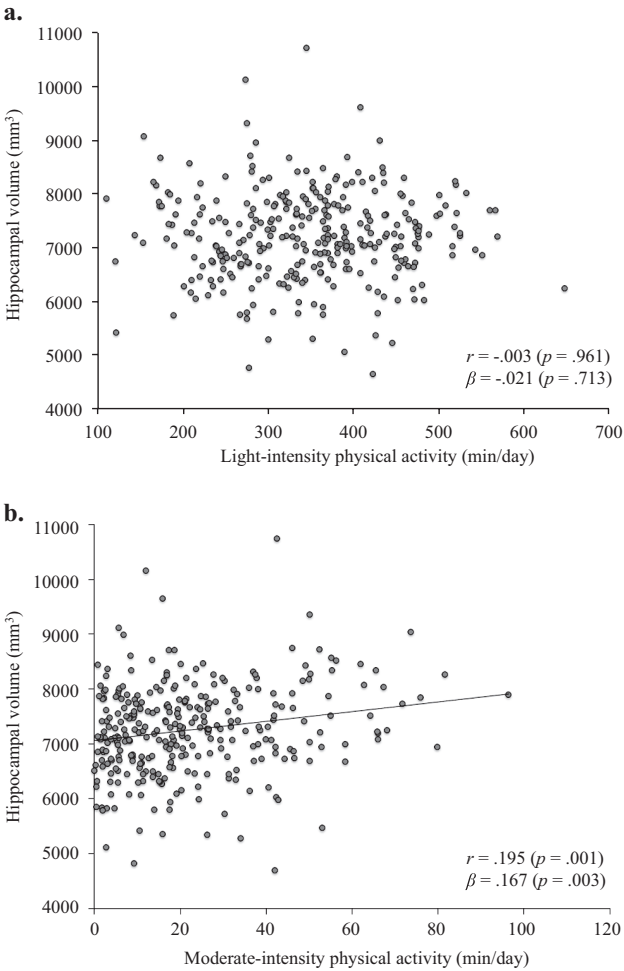 a.
Hippocampal volume (mm³)
11000
10000
9000
8000
7000
6000
5000
4000
r = -.003 (p = .961)
β = -.021 (p = .713)
100 200 300 400 500 600 700
Light-intensity physical activity (min/day)
b.
Hippocampal volume (mm³)
11000
10000
9000
8000
7000
6000
5000
4000
r = .195 (p = .001)
β = .167 (p = .003)
0 20 40 60 80 100 120
Moderate-intensity physical activity (min/day)